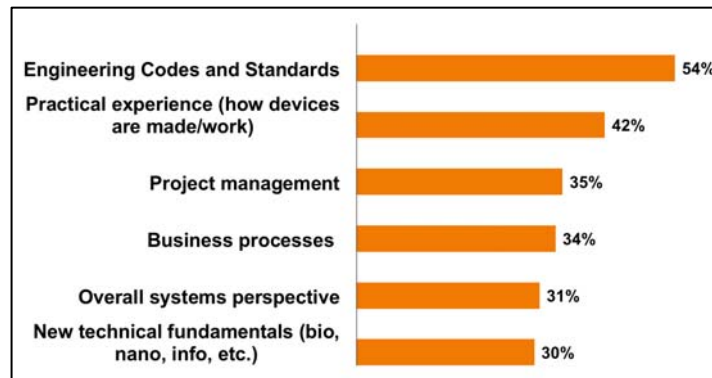 Engineering Codes and Standards 54%
Practical experience (how devices
are made/work) 42%
Project management 35%
Business processes 34%
Overall systems perspective 31%
New technical fundamentals (bio,
nano, info, etc.) 30%